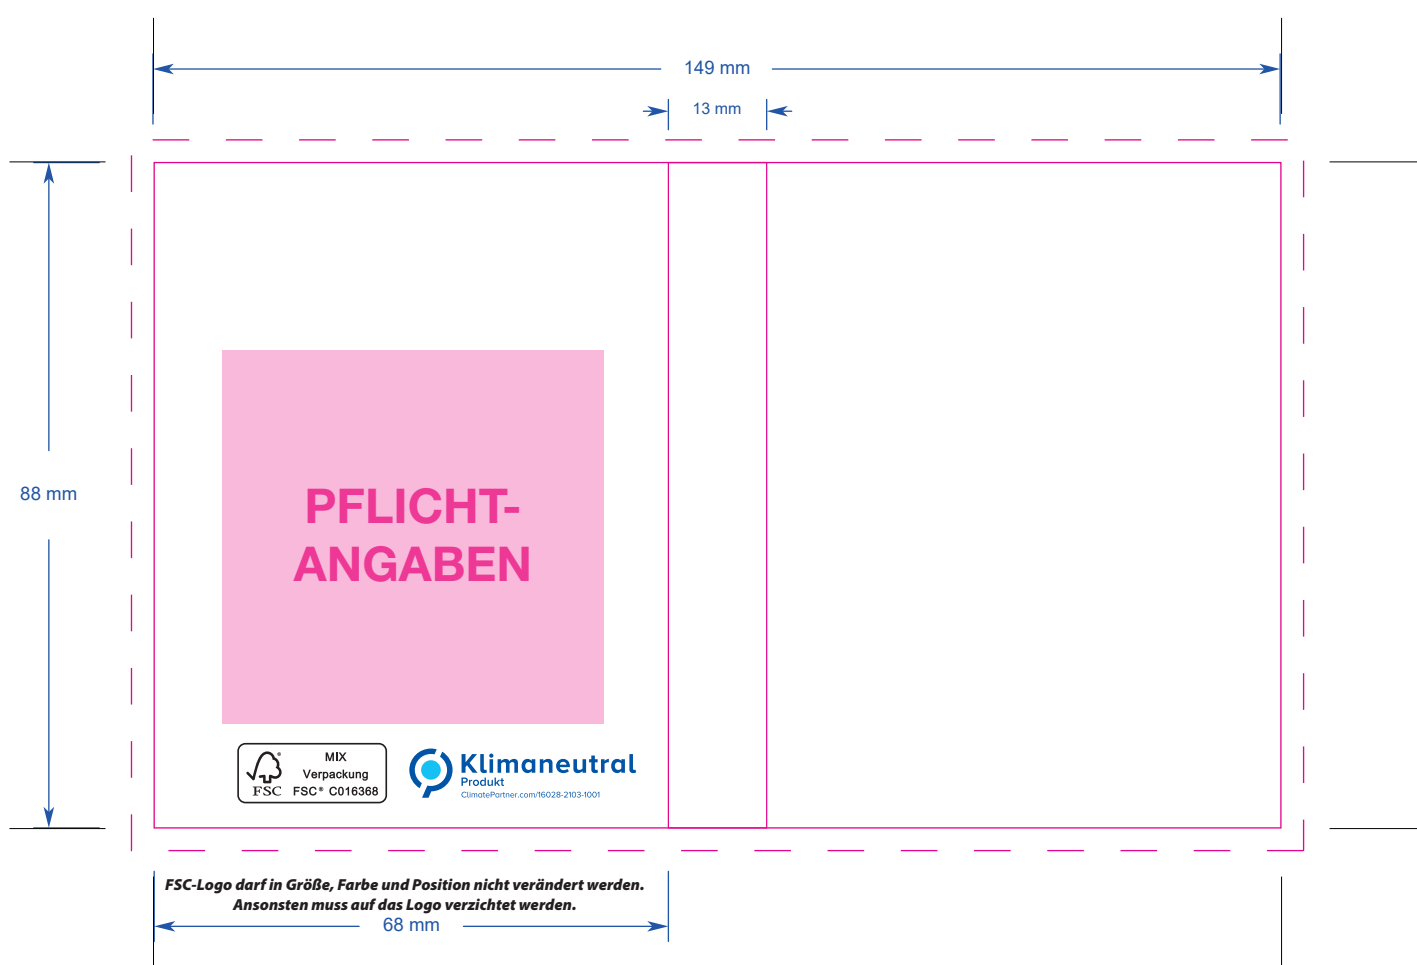 149 mm
13 mm
88 mm
PFLICHT-
ANGABEN
MIX
Verpackung
FSC® C016368
FSC
Klimaneutral
Produkt
ClimatePartner.com/16028-2103-1001
FSC-Logo darf in Größe, Farbe und Position nicht verändert werden.
Ansonsten muss auf das Logo verzichtet werden.
68 mm